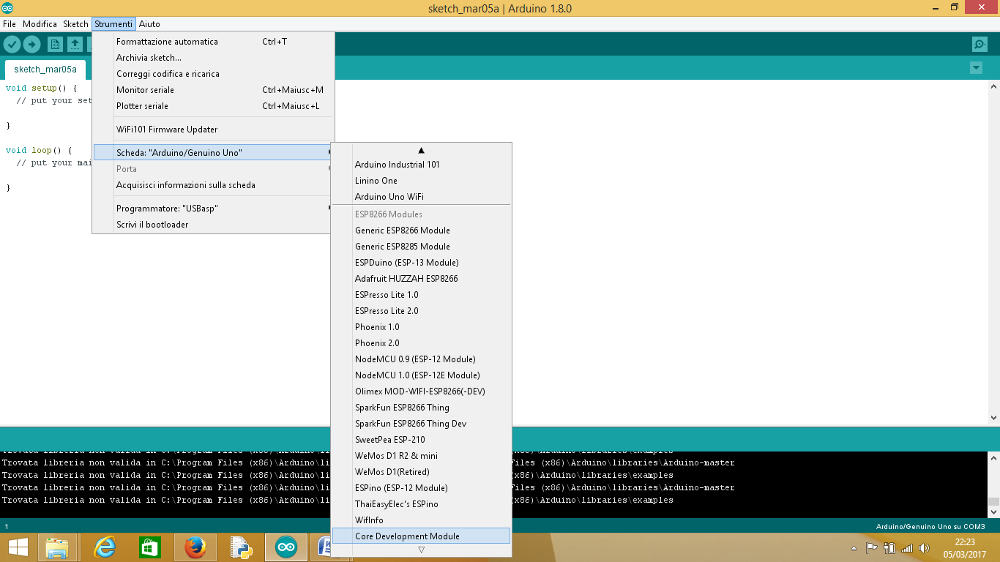 sketch_mar05a | Arduino 1.8.0
File Modifica Sketch Strumenti Aiuto
sketch_mar05a
void setup() {
// put your set
}
void loop() {
// put your mai
}
Formattazione automatica Ctrl+T
Archivia sketch...
Correggi codifica e ricarica
Monitor seriale Ctrl+Maiusc+M
Plotter seriale Ctrl+Maiusc+L
WiFi101 Firmware Updater
Scheda: "Arduino/Genuino Uno"
Porta
Acquisisci informazioni sulla scheda
Programmatore: "USBasp"
Scrivi il bootloader
Arduino Industrial 101
Linino One
Arduino Uno WiFi
ESP8266 Modules
Generic ESP8266 Module
Generic ESP8285 Module
ESPDuino (ESP-13 Module)
Adafruit HUZZAH ESP8266
ESPresso Lite 1.0
ESPresso Lite 2.0
Phoenix 1.0
Phoenix 2.0
NodeMCU 0.9 (ESP-12 Module)
NodeMCU 1.0 (ESP-12E Module)
Olimex MOD-WIFI-ESP8266(-DEV)
SparkFun ESP8266 Thing
SparkFun ESP8266 Thing Dev
SweetPea ESP-210
WeMos D1 R2 & mini
WeMos D1(Retired)
ESPino (ESP-12 Module)
ThaiEasyElec's ESPino
WifInfo
Core Development Module
Trovata libreria non valida in C:\Program Files (x86)\Arduino\li Files (x86)\Arduino\libraries\Arduino-master
Trovata libreria non valida in C:\Program Files (x86)\Arduino\li (x86)\Arduino\libraries\examples
Trovata libreria non valida in C:\Program Files (x86)\Arduino\li Files (x86)\Arduino\libraries\Arduino-master
Trovata libreria non valida in C:\Program Files (x86)\Arduino\li (x86)\Arduino\libraries\examples
1 Arduino/Genuino Uno su COM3
22:23
05/03/2017